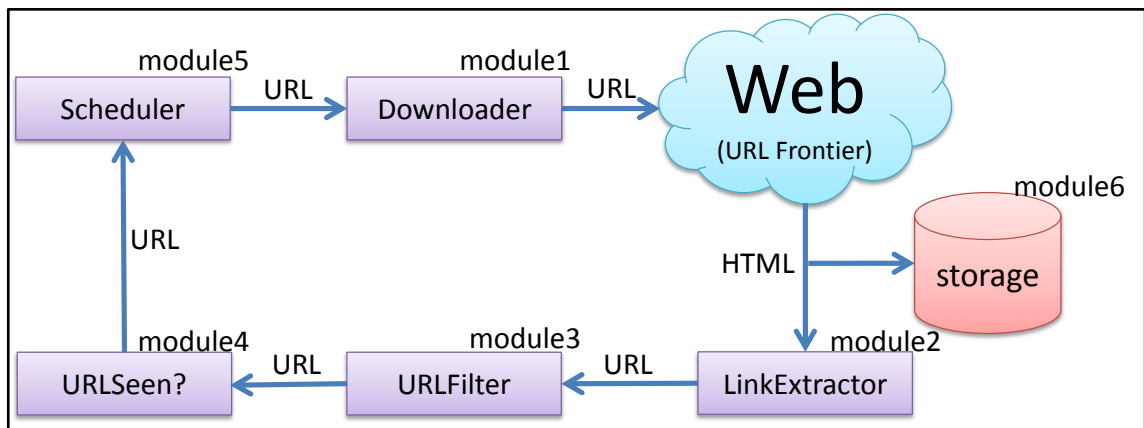 module5
module1
URL
URL
Web
Scheduler
Downloader
(URL Frontier)
module6
URL
HTML
storage
module4
module3
module2
URL
URL
URLSeen?
URLFilter
LinkExtractor